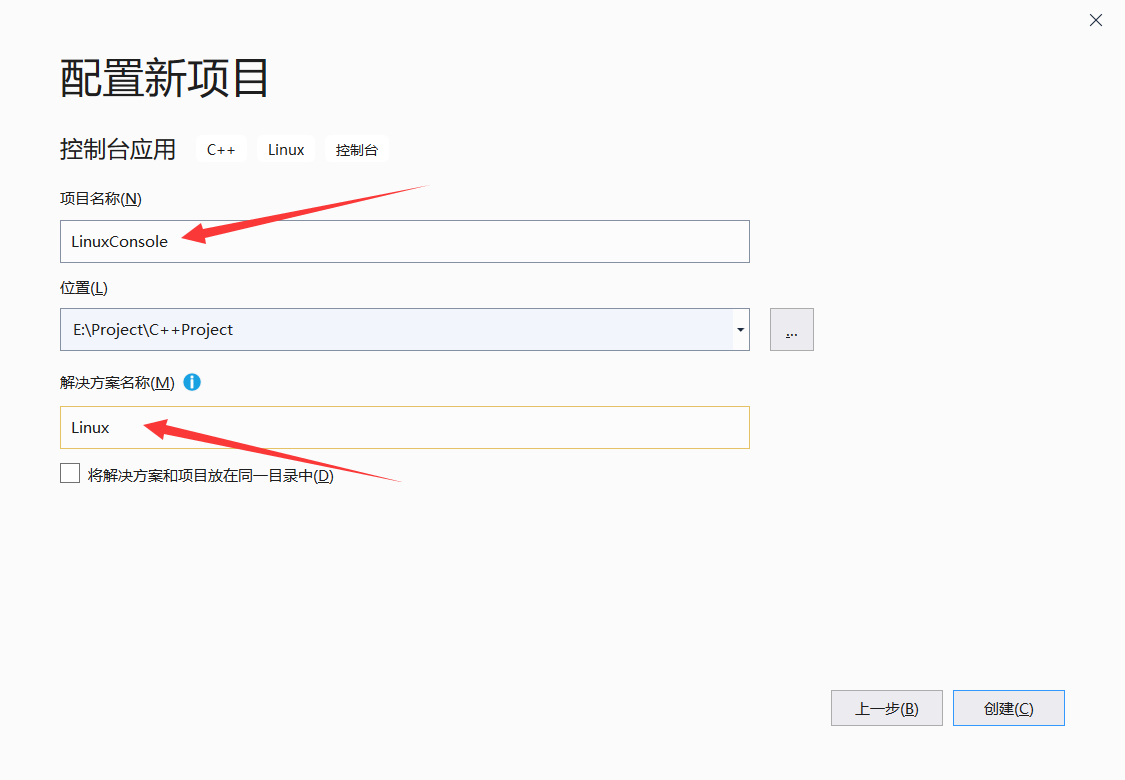 配置新项目
控制台应用 C++ Linux 控制台
项目名称(N)
LinuxConsole
位置(L)
E:\Project\C++Project
...
解决方案名称(M)
Linux
将解决方案和项目放在同一目录中(D)
上一步(B) 创建(C)